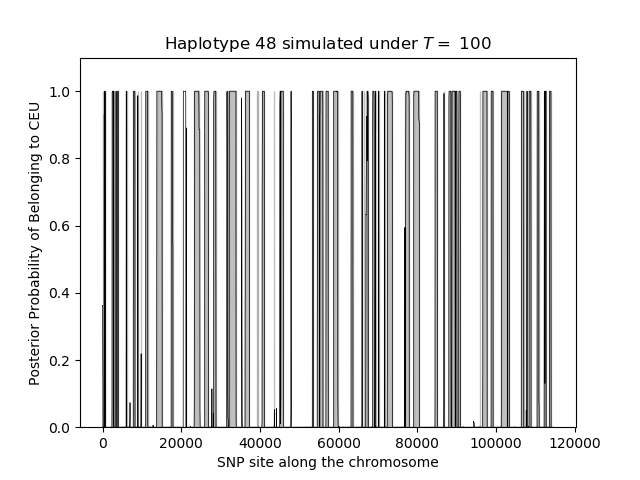 Haplotype 48 simulated under T = 100
Posterior Probability of Belonging to CEU
1.0
0.8
0.6
0.4
0.2
0.0
0 20000 40000 60000 80000 100000 120000
SNP site along the chromosome